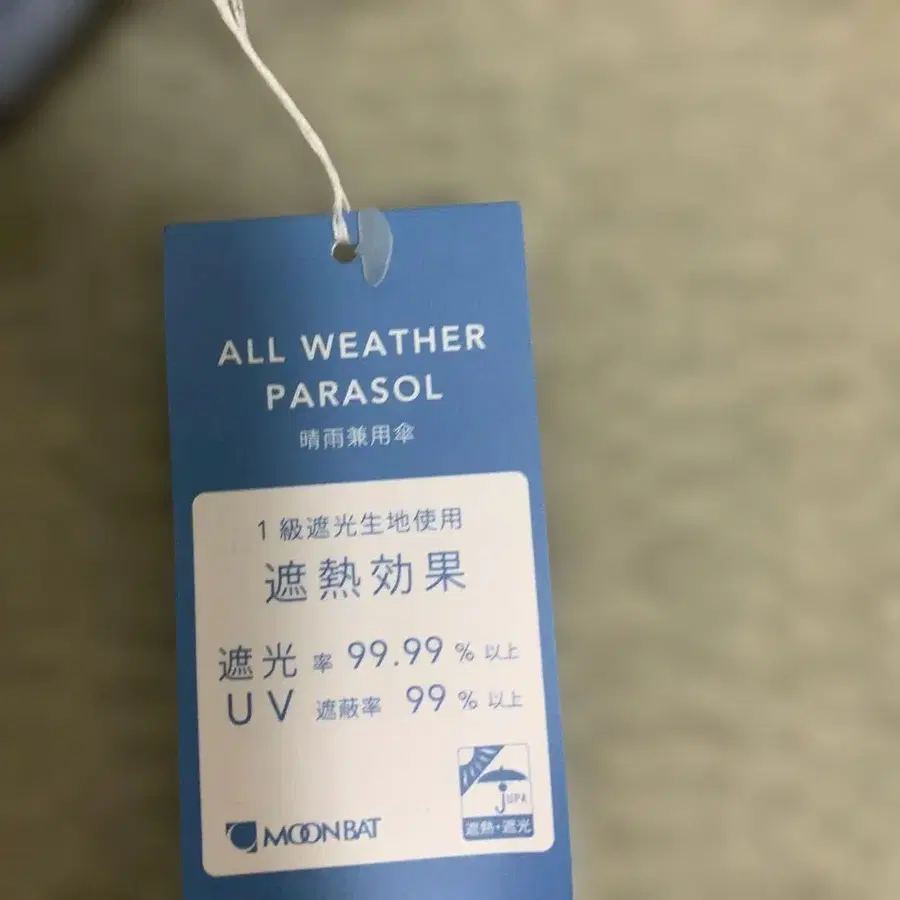 ALL WEATHER
PARASOL
晴雨兼用傘
1 級遮光生地使用
遮熱効果
遮光 率 99.99 % 以上
UV 遮蔽率 99 % 以上
JUPA
遮熱・遮光
MOONBAT